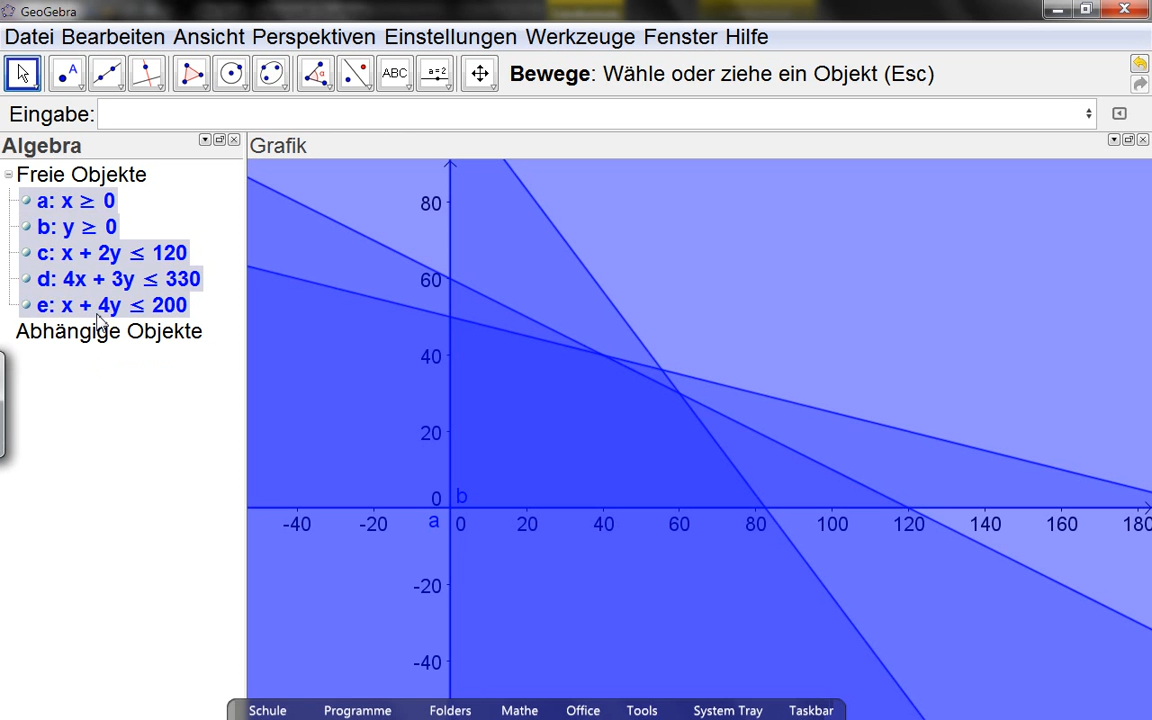 GeoGebra
Datei Bearbeiten Ansicht Perspektiven Einstellungen Werkzeuge Fenster Hilfe
ABC a=2 Bewege: Wähle oder ziehe ein Objekt (Esc)
A
Eingabe:
Algebra
Grafik
Freie Objekte
a: x ≥ 0
b: y ≥ 0
c: x + 2y ≤ 120
d: 4x + 3y ≤ 330
e: x + 4y ≤ 200
Abhängige Objekte
80
60
40
20
0 b
a 0
-40 -20 20 40 60 80 100 120 140 160 180
-20
-40
Schule Programme Folders Mathe Office Tools System Tray Taskbar